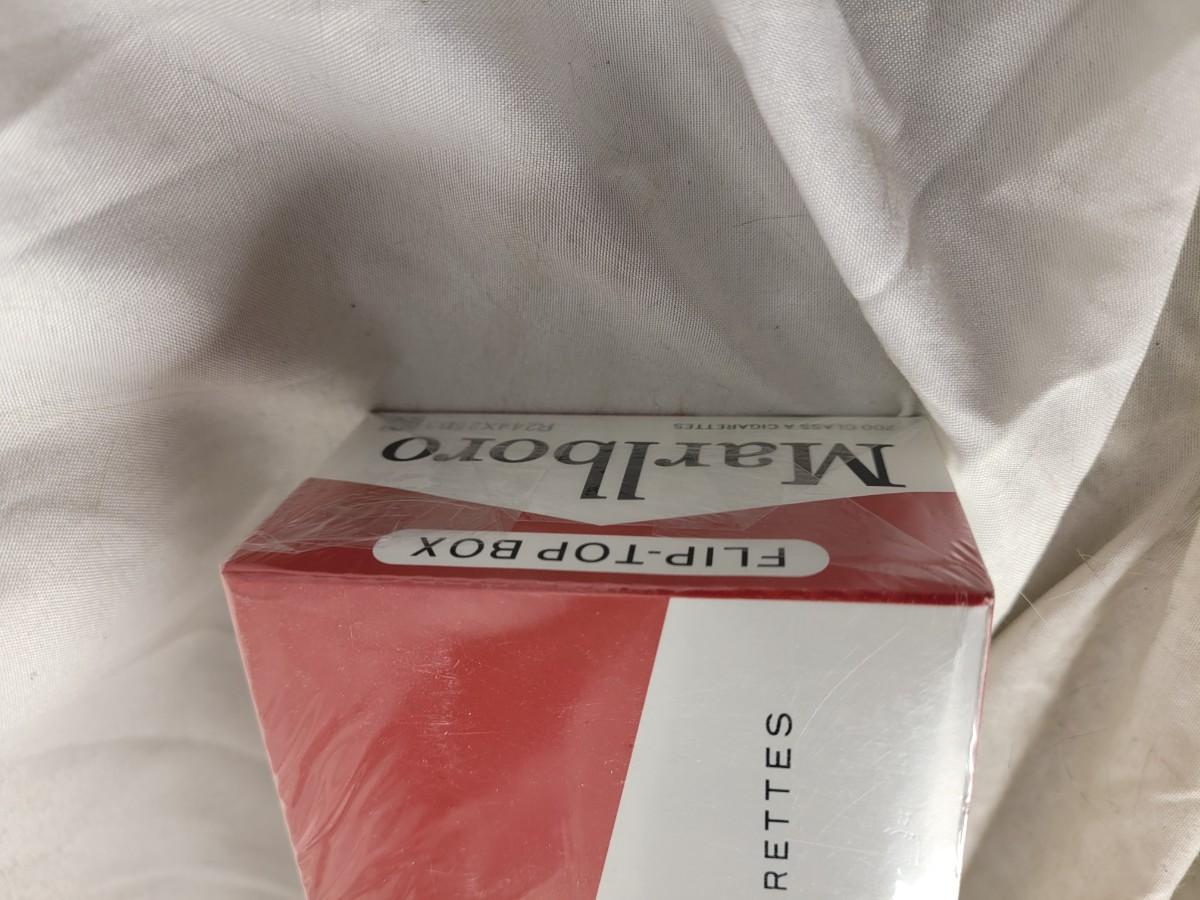 FLIP-TOP BOX
Marlboro
200 CLASS A CIGARETTES
RETTES